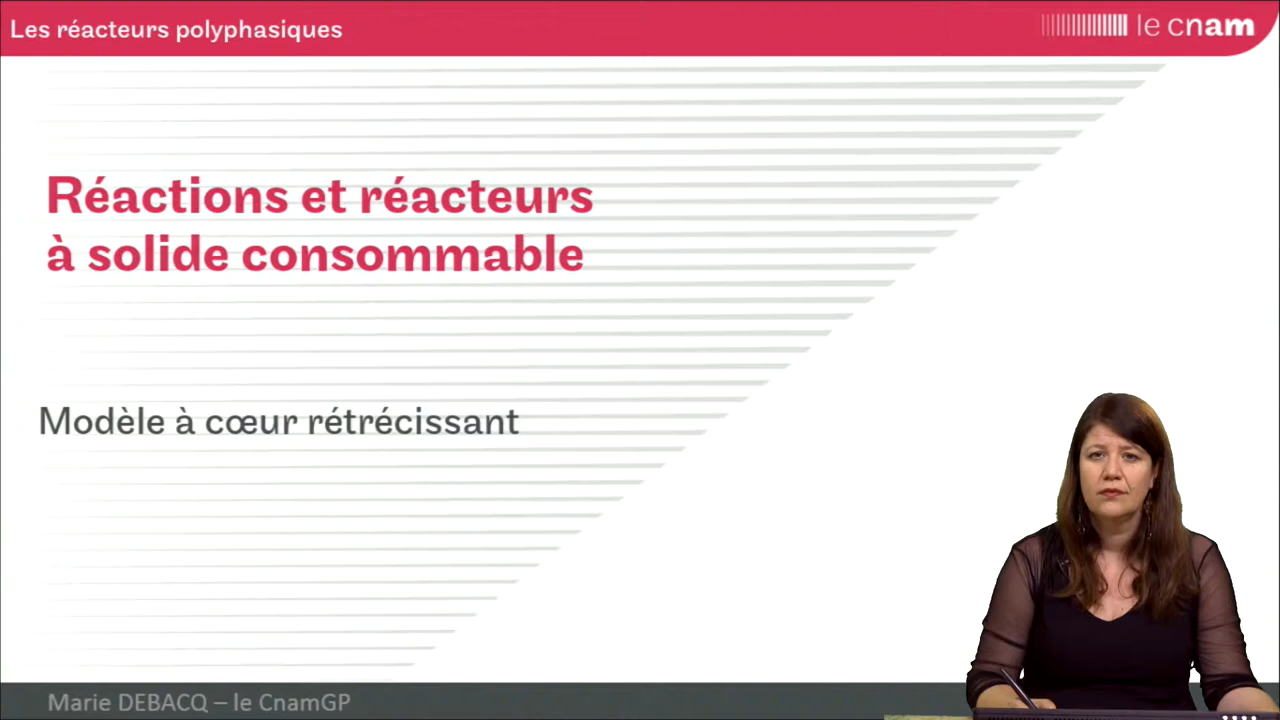 Les réacteurs polyphasiques
le cnam
Réactions et réacteurs
à solide consommable
Modèle à cœur rétrécissant
Marie DEBACQ – le CnamGP